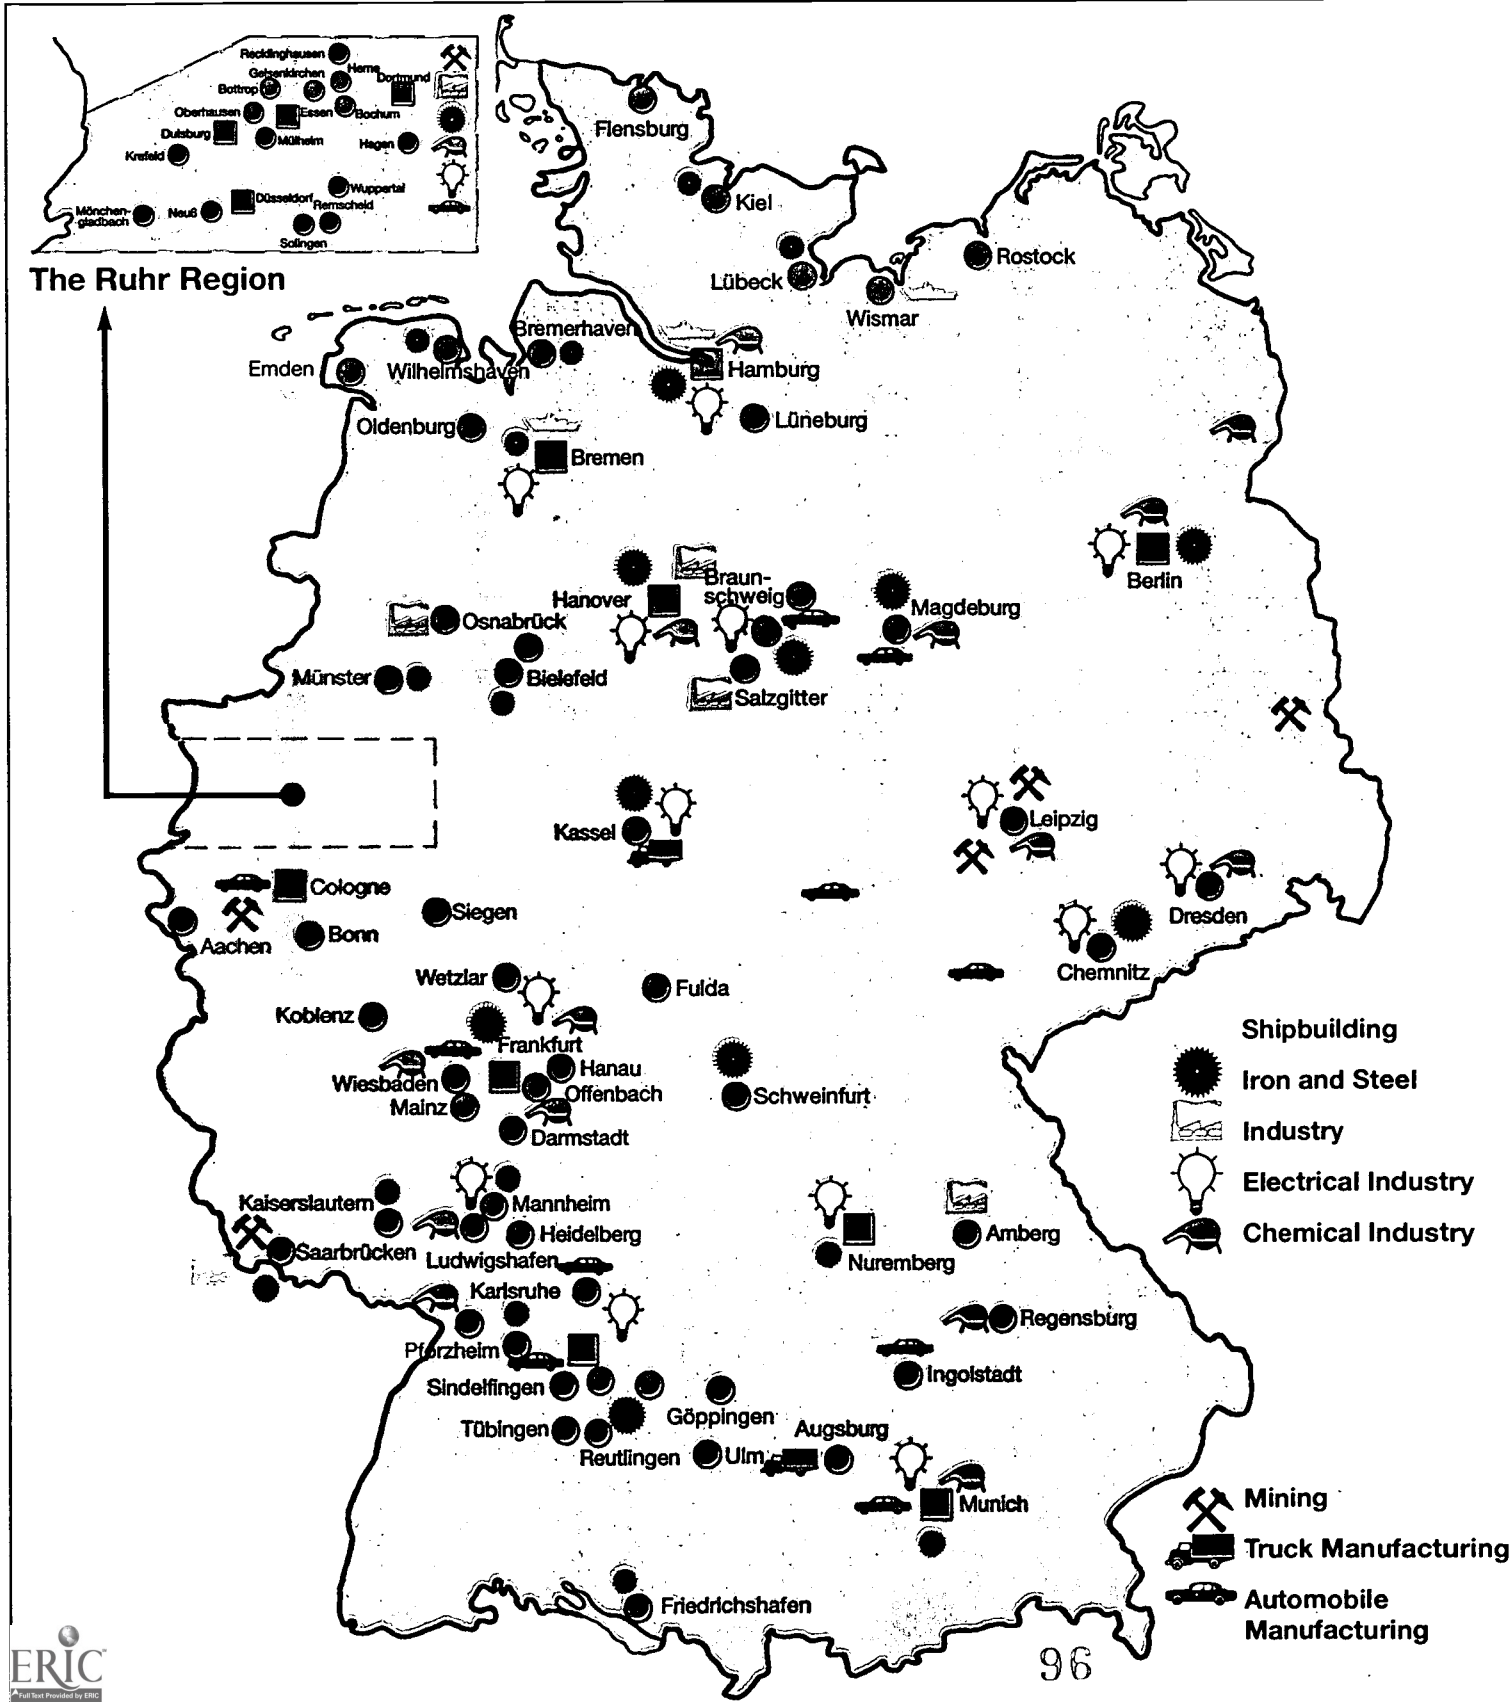 Recklinghausen
Gelsenkirchen
Herne
Dortmund
Bottrop
Oberhausen
Essen
Bochum
Duisburg
Mülheim
Hagen
Krefeld
Wuppertal
Düsseldorf
Remscheid
Mönchen-
gladbach
Neuß
Solingen
The Ruhr Region
Flensburg
Kiel
Lübeck
Rostock
Wismar
Bremerhaven
Emden
Wilhelmshaven
Hamburg
Oldenburg
Lüneburg
Bremen
Berlin
Braun-
schweig
Hanover
Magdeburg
Osnabrück
Münster
Bielefeld
Salzgitter
Kassel
Leipzig
Cologne
Siegen
Dresden
Aachen
Bonn
Chemnitz
Wetzlar
Fulda
Koblenz
Frankfurt
Hanau
Wiesbaden
Offenbach
Mainz
Schweinfurt
Darmstadt
Shipbuilding
Iron and Steel
Industry
Electrical Industry
Chemical Industry
Kaiserslautern
Mannheim
Heidelberg
Saarbrücken
Ludwigshafen
Amberg
Nuremberg
Karlsruhe
Regensburg
Pforzheim
Ingolstadt
Sindelfingen
Göppingen
Tübingen
Augsburg
Reutlingen
Ulm
Munich
Mining
Truck Manufacturing
Automobile
Manufacturing
Friedrichshafen
96
ERIC
Full Text Provided by ERIC